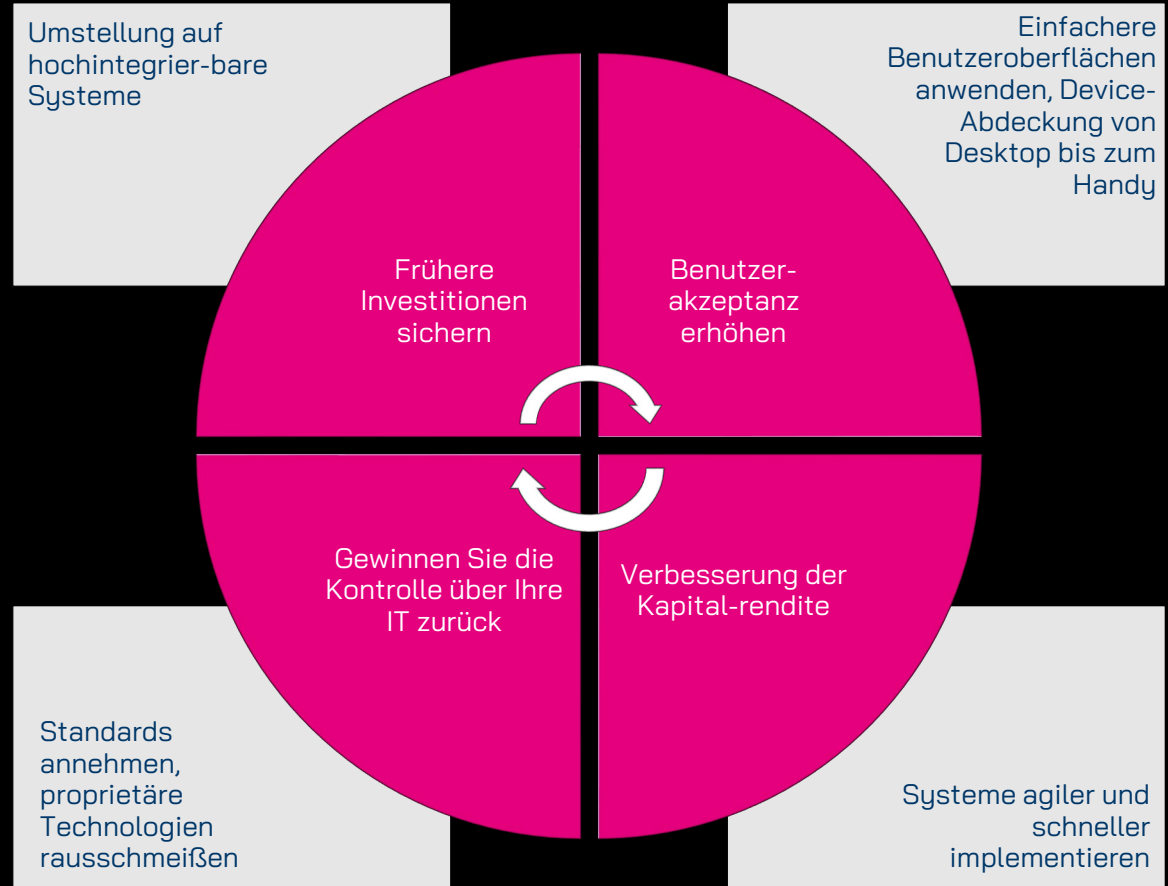 Umstellung auf
hochintegrier-bare
Systeme
Einfachere
Benutzeroberflächen
anwenden, Device-
Abdeckung von
Desktop bis zum
Handy
Frühere
Investitionen
sichern
Benutzer-
akzeptanz
erhöhen
Gewinnen Sie die
Kontrolle über Ihre
IT zurück
Verbesserung der
Kapital-rendite
Standards
annehmen,
proprietäre
Technologien
rausschmeißen
Systeme agiler und
schneller
implementieren